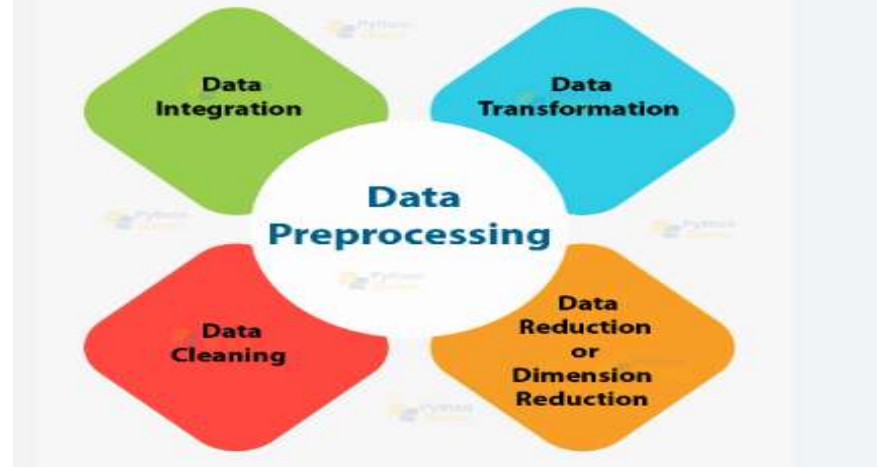 Data
Integration
Data
Transformation
Data
Preprocessing
Data
Cleaning
Data
Reduction
or
Dimension
Reduction